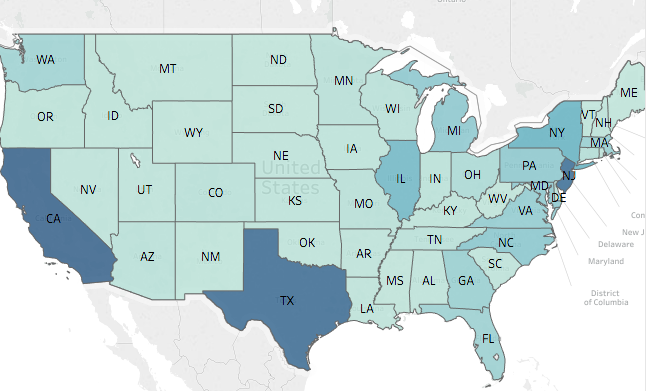 Ontario
WA
MT
ND
MN
ME
OR
ID
SD
WI
VT
NH
WY
MI
NY
MA
IA
PA
NE
United
States
NV
UT
CO
IL
IN
OH
NJ
MD
DE
KS
MO
WV
VA
KY
CA
AZ
NM
OK
AR
TN
NC
SC
TX
LA
MS
AL
GA
FL
Con
New J
Delaware
Maryland
District
of Columbia